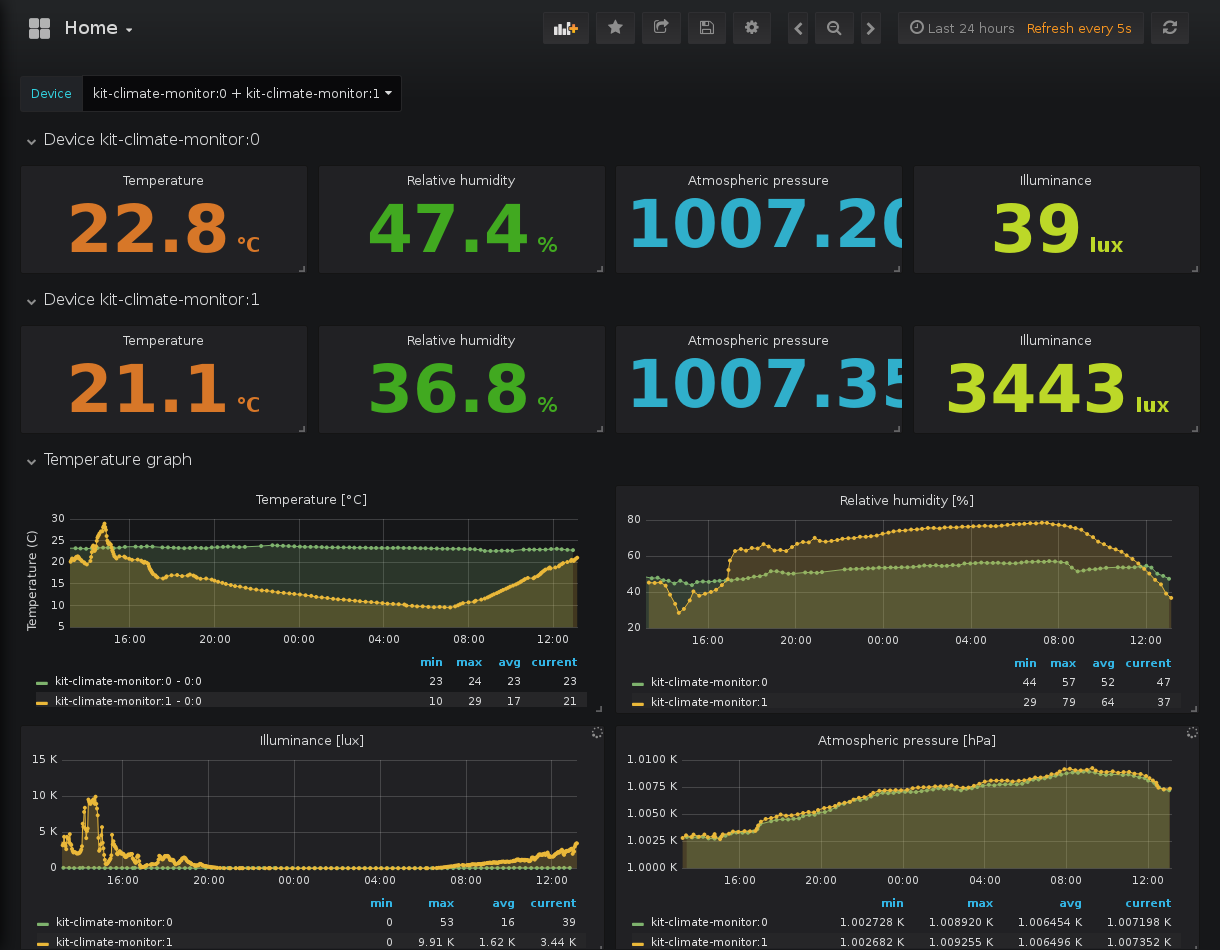 Home
Last 24 hours Refresh every 5s
Device kit-climate-monitor:0 + kit-climate-monitor:1
Device kit-climate-monitor:0
Temperature Relative humidity Atmospheric pressure Illuminance
22.8 °C 47.4 % 1007.20 39 lux
Device kit-climate-monitor:1
Temperature Relative humidity Atmospheric pressure Illuminance
21.1 °C 36.8 % 1007.35 3443 lux
Temperature graph
Temperature [°C]
Temperature (C)
30
25
20
15
10
5
16:00 20:00 00:00 04:00 08:00 12:00
min max avg current
kit-climate-monitor:0 - 0:0 23 24 23 23
kit-climate-monitor:1 - 0:0 10 29 17 21
Relative humidity [%]
80
60
40
20
16:00 20:00 00:00 04:00 08:00 12:00
min max avg current
kit-climate-monitor:0 44 57 52 47
kit-climate-monitor:1 29 79 64 37
Illuminance [lux]
15 K
10 K
5 K
0
16:00 20:00 00:00 04:00 08:00 12:00
min max avg current
kit-climate-monitor:0 0 53 16 39
kit-climate-monitor:1 0 9.91 K 1.62 K 3.44 K
Atmospheric pressure [hPa]
1.0100 K
1.0075 K
1.0050 K
1.0025 K
1.0000 K
16:00 20:00 00:00 04:00 08:00 12:00
min max avg current
kit-climate-monitor:0 1.002728 K 1.008920 K 1.006454 K 1.007198 K
kit-climate-monitor:1 1.002682 K 1.009255 K 1.006496 K 1.007352 K